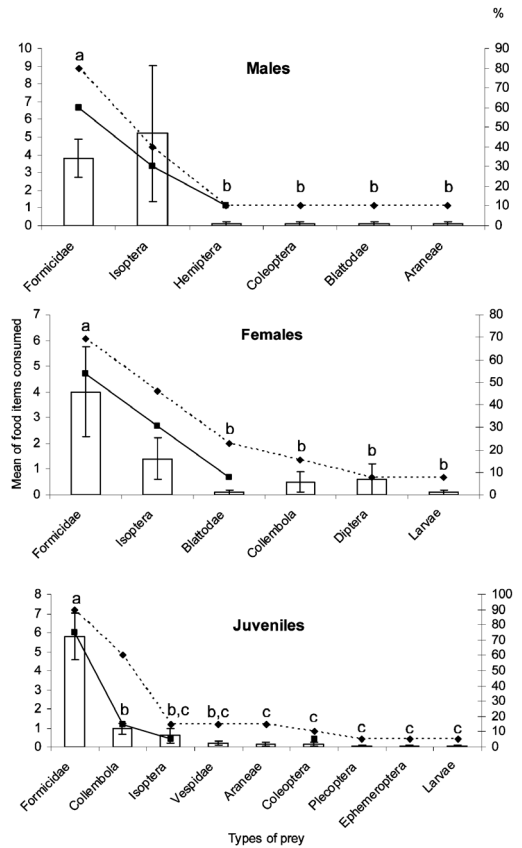 %
Males
10
9
8
7
6
5
4
3
2
1
0
90
80
70
60
50
40
30
20
10
0
a
b
b
b
b
Formicidae
Isoptera
Hemiptera
Coleoptera
Blattodae
Araneae
Mean of food items consumed
Females
7
6
5
4
3
2
1
0
80
70
60
50
40
30
20
10
0
a
b
b
b
b
Formicidae
Isoptera
Blattodae
Collembola
Diptera
Larvae
Juveniles
8
7
6
5
4
3
2
1
0
100
90
80
70
60
50
40
30
20
10
0
a
b
b,c
b,c
c
c
c
c
c
Formicidae
Collembola
Isoptera
Vespidae
Araneae
Coleoptera
Plecoptera
Ephemeroptera
Larvae
Types of prey